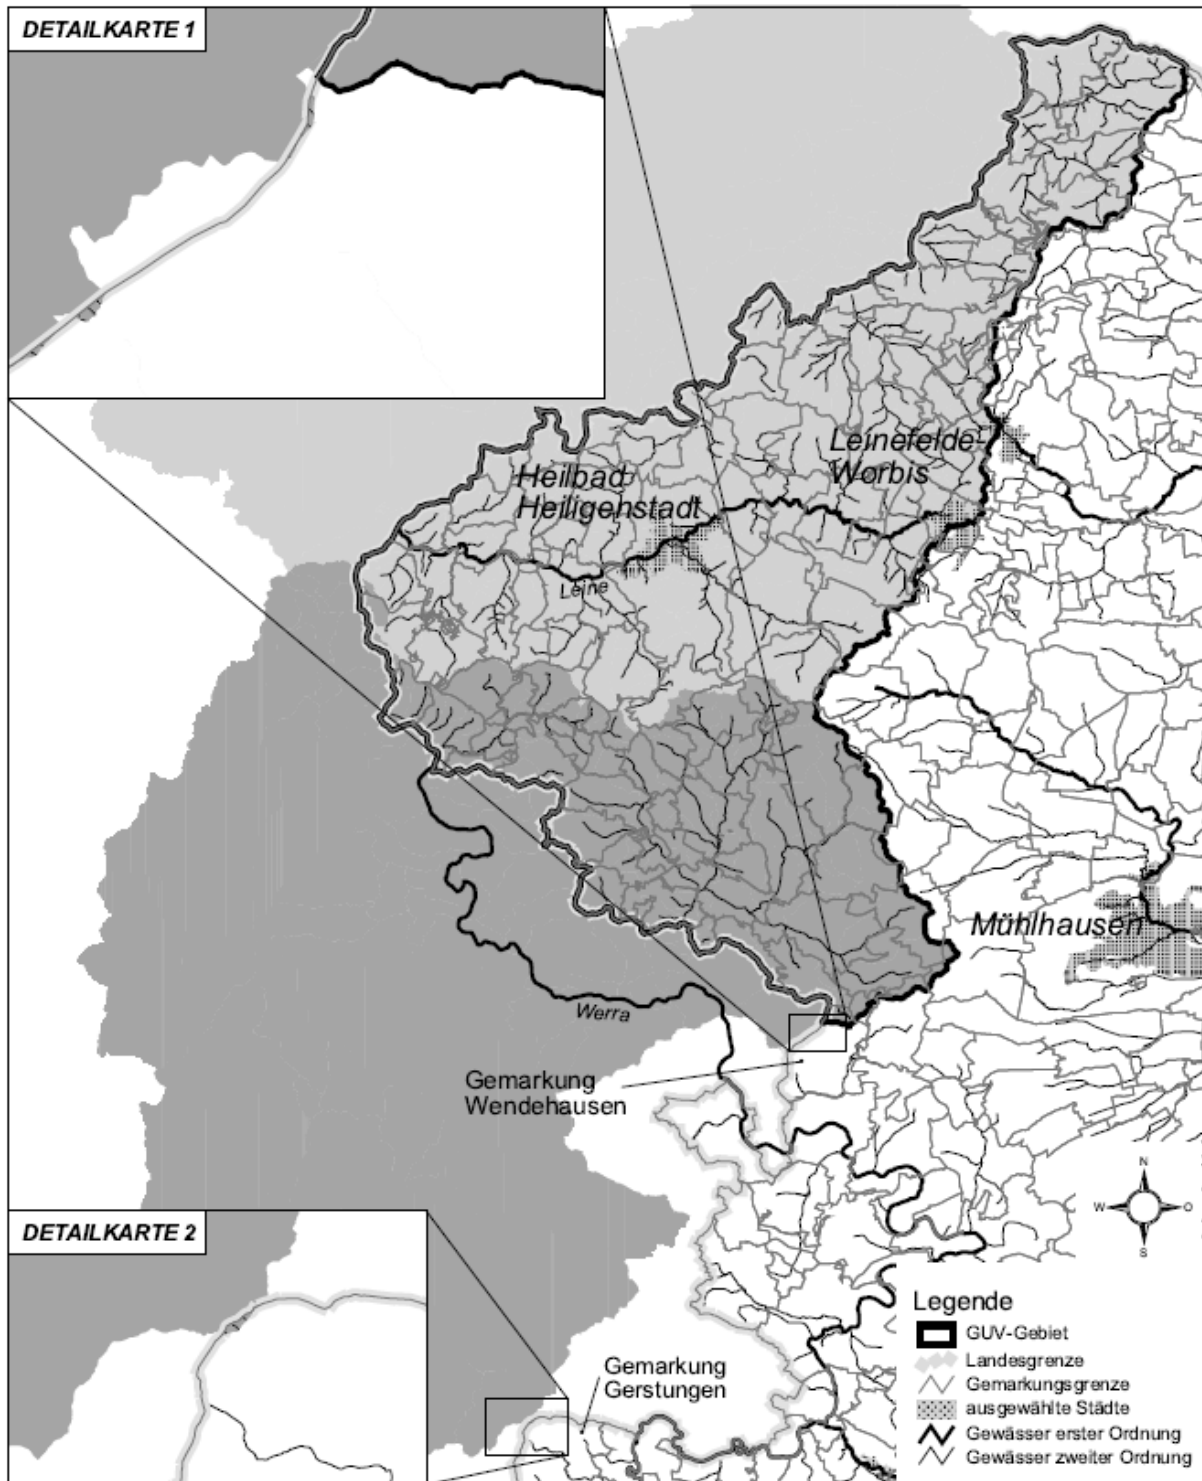 DETAILKARTE 1
Heilbad
Heiligenstadt
Leinefelde-
Worbis
Leine
Mühlhausen
Werra
Gemarkung
Wendehausen
N
W
O
S
DETAILKARTE 2
Gemarkung
Gerstungen
Legende
GUV-Gebiet
Landesgrenze
Gemarkungsgrenze
ausgewählte Städte
Gewässer erster Ordnung
Gewässer zweiter Ordnung